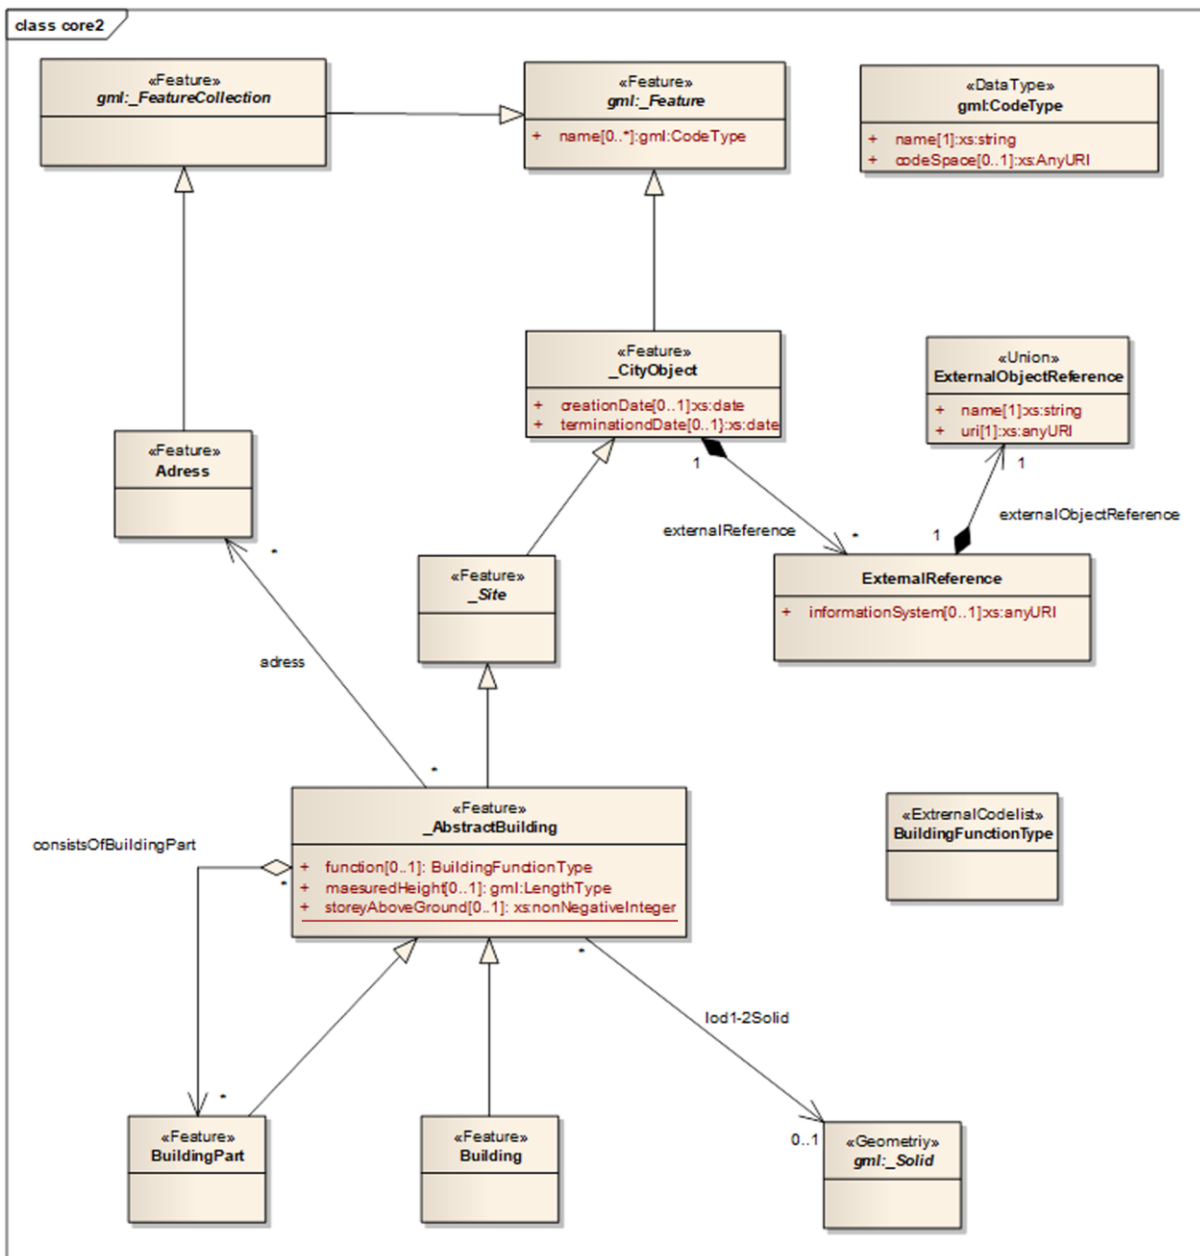 class core2
«Feature»
gml:_FeatureCollection
«Feature»
gml:_Feature
+ name[0..*]:gml:CodeType
«DataType»
gml:CodeType
+ name[1]:xs:string
+ codeSpace[0..1]:xs:AnyURI
«Feature»
_CityObject
+ creationDate[0..1]:xs:date
+ terminationdDate[0..1}:xs:date
«Union»
ExternalObjectReference
+ name[1]:xs:string
+ uri[1]:xs:anyURI
«Feature»
Adress
1
1
externalObjectReference
externalReference
*
1
*
ExternalReference
+ informationSystem[0..1]:xs:anyURI
«Feature»
_Site
adress
*
«Feature»
_AbstractBuilding
+ function[0..1]: BuildingFunctionType
+ maesuredHeight[0..1]: gml:LengthType
+ storeyAboveGround[0..1]: xs:nonNegativeInteger
«ExtrernalCodelist»
BuildingFunctionType
consistsOfBuildingPart
*
*
lod1-2Solid
*
0..1
«Feature»
BuildingPart
«Feature»
Building
«Geometriy»
gml:_Solid